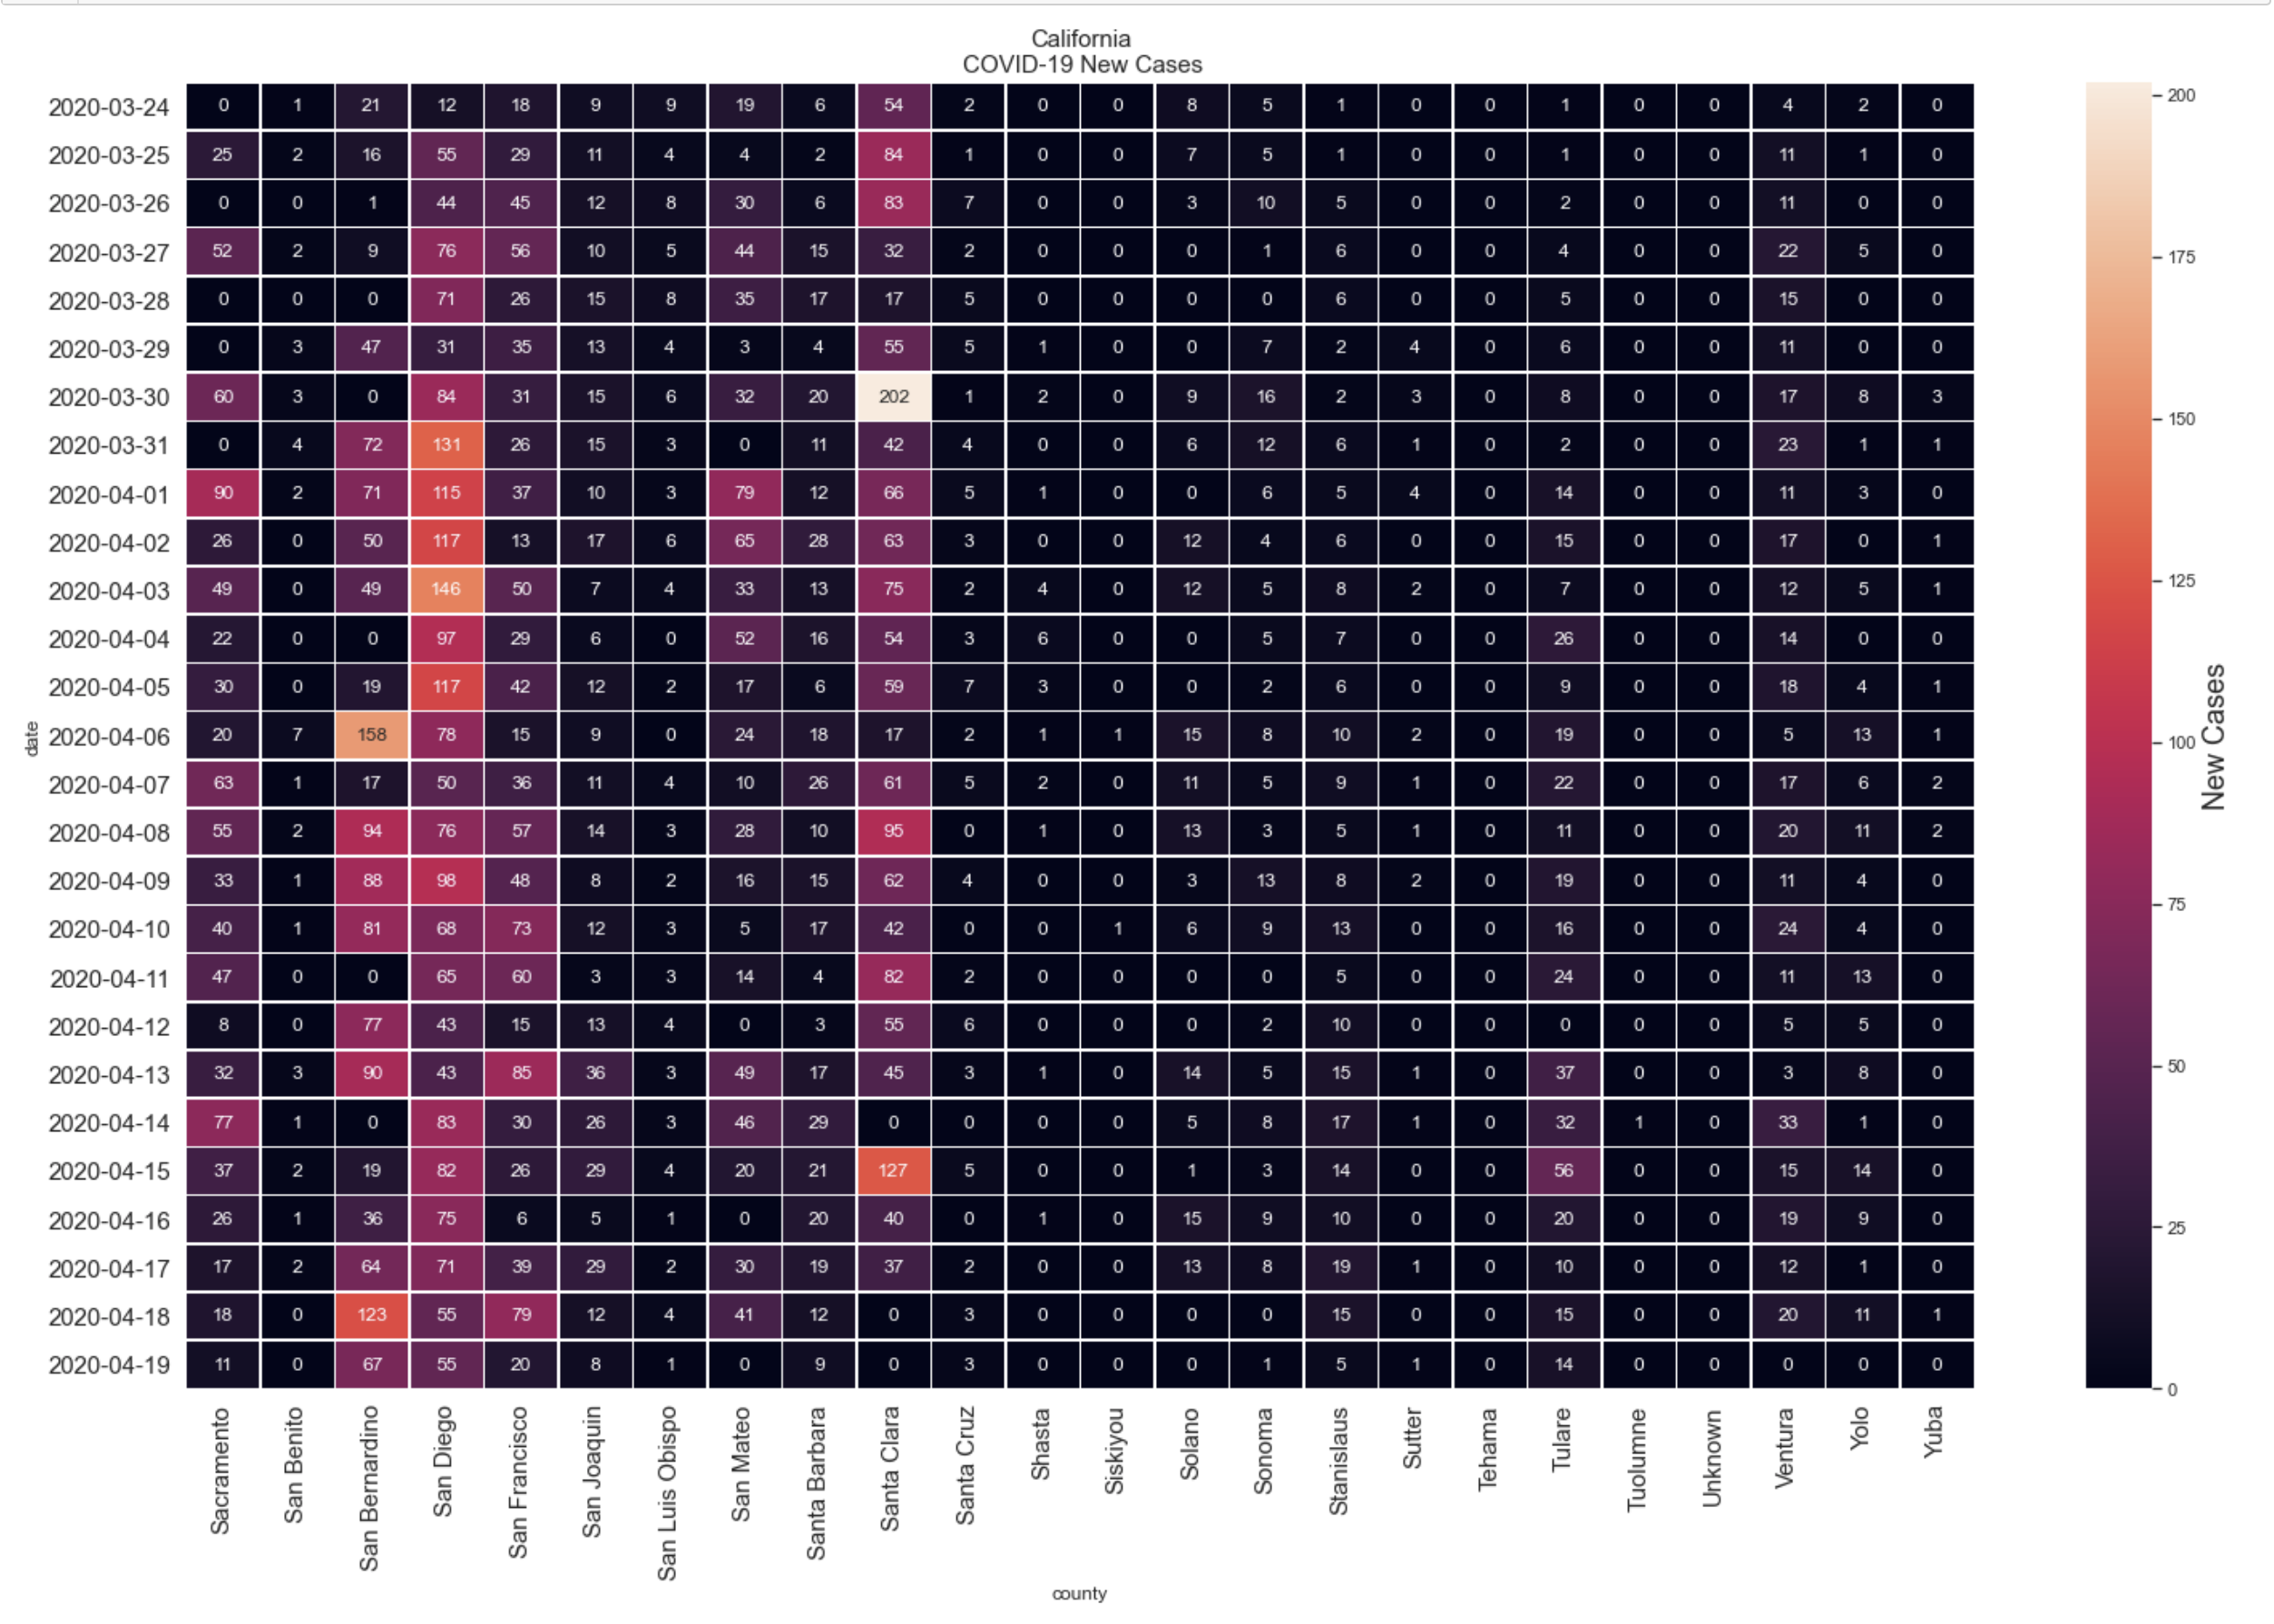 California
COVID-19 New Cases
2020-03-24 0 1 21 12 18 9 9 19 6 54 2 0 0 8 5 1 0 0 1 0 0 4 2 0
2020-03-25 25 2 16 55 29 11 4 4 2 84 1 0 0 7 5 1 0 0 1 0 0 11 1 0
2020-03-26 0 0 1 44 45 12 8 30 6 83 7 0 0 3 10 5 0 0 2 0 0 11 0 0
2020-03-27 52 2 9 76 56 10 5 44 15 32 2 0 0 0 1 6 0 0 4 0 0 22 5 0
2020-03-28 0 0 0 71 26 15 8 35 17 17 5 0 0 0 0 6 0 0 5 0 0 15 0 0
2020-03-29 0 3 47 31 35 13 4 3 4 55 5 1 0 0 7 2 4 0 6 0 0 11 0 0
2020-03-30 60 3 0 84 31 15 6 32 20 202 1 2 0 9 16 2 3 0 8 0 0 17 8 3
2020-03-31 0 4 72 131 26 15 3 0 11 42 4 0 0 6 12 6 1 0 2 0 0 23 1 1
2020-04-01 90 2 71 115 37 10 3 79 12 66 5 1 0 0 6 5 4 0 14 0 0 11 3 0
2020-04-02 26 0 50 117 13 17 6 65 28 63 3 0 0 12 4 6 0 0 15 0 0 17 0 1
2020-04-03 49 0 49 146 50 7 4 33 13 75 2 4 0 12 5 8 2 0 7 0 0 12 5 1
2020-04-04 22 0 0 97 29 6 0 52 16 54 3 6 0 0 5 7 0 0 26 0 0 14 0 0
2020-04-05 30 0 19 117 42 12 2 17 6 59 7 3 0 0 2 6 0 0 9 0 0 18 4 1
2020-04-06 20 7 158 78 15 9 0 24 18 17 2 1 1 15 8 10 2 0 19 0 0 5 13 1
2020-04-07 63 1 17 50 36 11 4 10 26 61 5 2 0 11 5 9 1 0 22 0 0 17 6 2
2020-04-08 55 2 94 76 57 14 3 28 10 95 0 1 0 13 3 5 1 0 11 0 0 20 11 2
2020-04-09 33 1 88 98 48 8 2 16 15 62 4 0 0 3 13 8 2 0 19 0 0 11 4 0
2020-04-10 40 1 81 68 73 12 3 5 17 42 0 0 1 6 9 13 0 0 16 0 0 24 4 0
2020-04-11 47 0 0 65 60 3 3 14 4 82 2 0 0 0 0 5 0 0 24 0 0 11 13 0
2020-04-12 8 0 77 43 15 13 4 0 3 55 6 0 0 0 2 10 0 0 0 0 0 5 5 0
2020-04-13 32 3 90 43 85 36 3 49 17 45 3 1 0 14 5 15 1 0 37 0 0 3 8 0
2020-04-14 77 1 0 83 30 26 3 46 29 0 0 0 0 5 8 17 1 0 32 1 0 33 1 0
2020-04-15 37 2 19 82 26 29 4 20 21 127 5 0 0 1 3 14 0 0 56 0 0 15 14 0
2020-04-16 26 1 36 75 6 5 1 0 20 40 0 1 0 15 9 10 0 0 20 0 0 19 9 0
2020-04-17 17 2 64 71 39 29 2 30 19 37 2 0 0 13 8 19 1 0 10 0 0 12 1 0
2020-04-18 18 0 123 55 79 12 4 41 12 0 3 0 0 0 0 15 0 0 15 0 0 20 11 1
2020-04-19 11 0 67 55 20 8 1 0 9 0 3 0 0 0 1 5 1 0 14 0 0 0 0 0
date
Sacramento
San Benito
San Bernardino
San Diego
San Francisco
San Joaquin
San Luis Obispo
San Mateo
Santa Barbara
Santa Clara
Santa Cruz
Shasta
Siskiyou
Solano
Sonoma
Stanislaus
Sutter
Tehama
Tulare
Tuolumne
Unknown
Ventura
Yolo
Yuba
county
200
175
150
125
100
75
50
25
0
New Cases